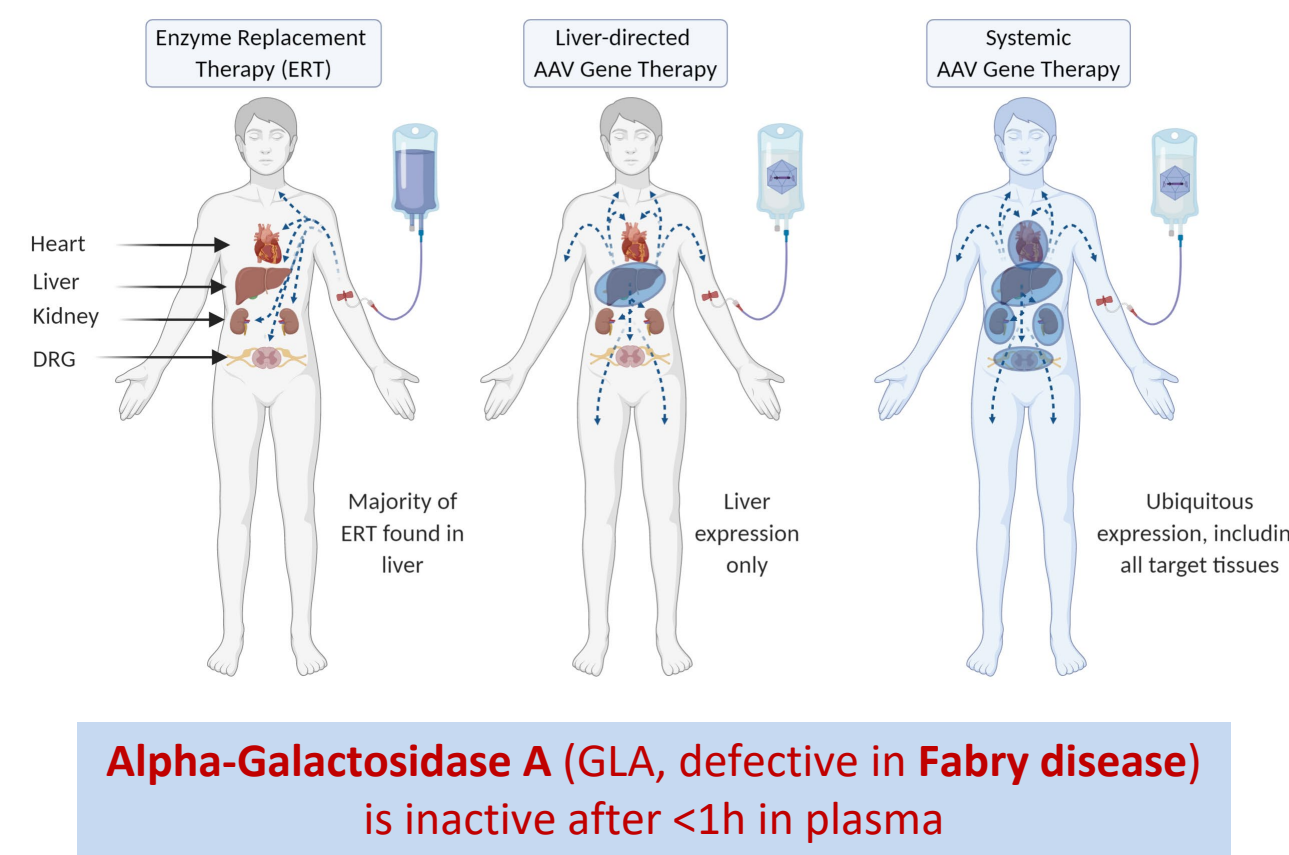 Enzyme Replacement
Therapy (ERT)
Liver-directed
AAV Gene Therapy
Systemic
AAV Gene Therapy
Heart
Liver
Kidney
DRG
Majority of
ERT found in
liver
Liver
expression
only
Ubiquitous
expression, includin
all target tissues
Alpha-Galactosidase A (GLA, defective in Fabry disease)
is inactive after <1h in plasma